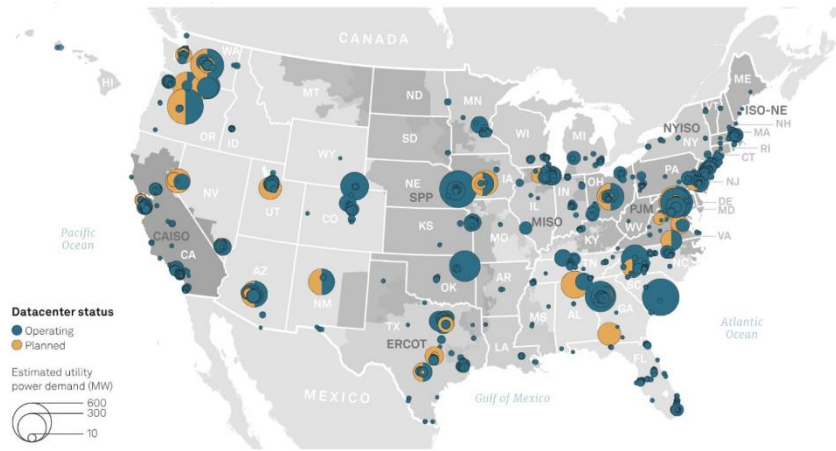 CANADA
WA
HI
MT
ND
MN
ME
VT
ISO-NE
NH
MA
RI
CT
NJ
DE
MD
VA
NYISO
NY
OR
ID
SD
WI
MI
WY
NE
SPP
IA
IL
IN
OH
PA
PJM
WV
NV
UT
CO
KS
MO
MISO
KY
CAISO
CA
AZ
NM
OK
AR
TN
NC
SC
MS
AL
GA
TX
ERCOT
LA
FL
MEXICO
Pacific
Ocean
Atlantic
Ocean
Gulf of Mexico
Datacenter status
Operating
Planned
Estimated utility
power demand (MW)
600
300
10